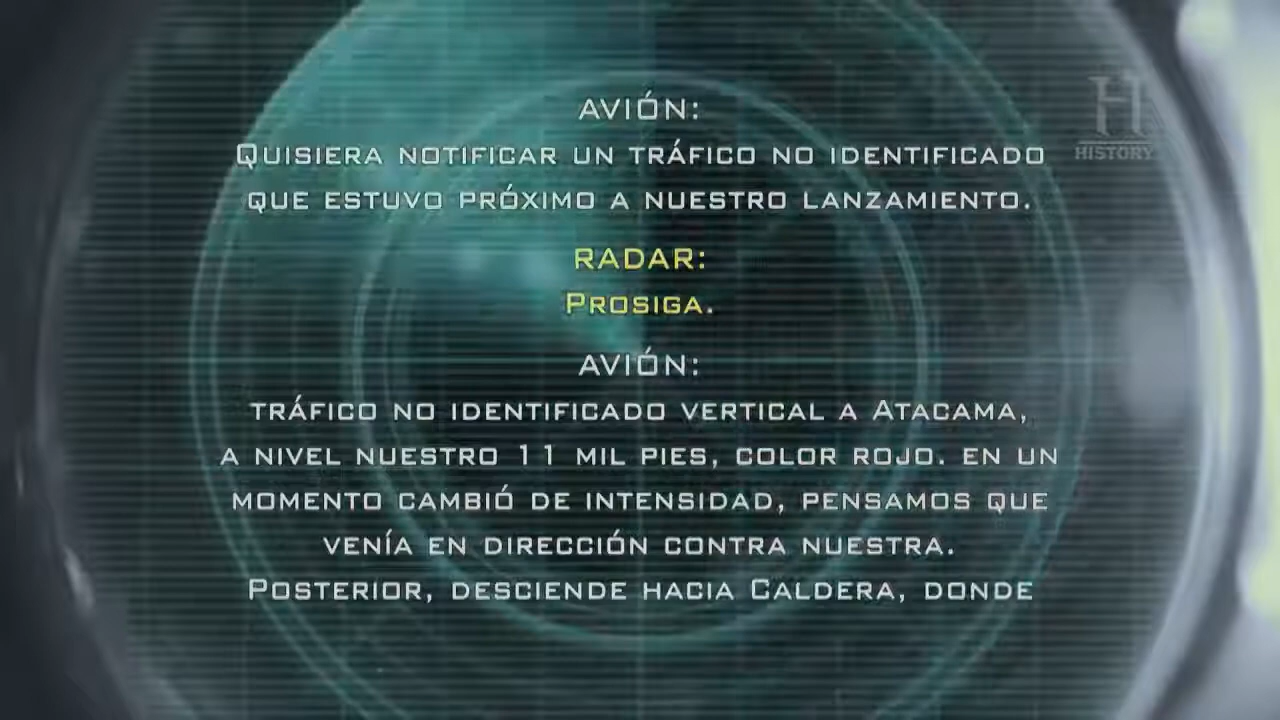 H
HISTORY
AVIÓN:
QUISIERA NOTIFICAR UN TRÁFICO NO IDENTIFICADO
QUE ESTUVO PRÓXIMO A NUESTRO LANZAMIENTO.
RADAR:
PROSIGA.
AVIÓN:
TRÁFICO NO IDENTIFICADO VERTICAL A ATACAMA,
A NIVEL NUESTRO 11 MIL PIES, COLOR ROJO. EN UN
MOMENTO CAMBIÓ DE INTENSIDAD, PENSAMOS QUE
VENÍA EN DIRECCIÓN CONTRA NUESTRA.
POSTERIOR, DESCIENDE HACIA CALDERA, DONDE